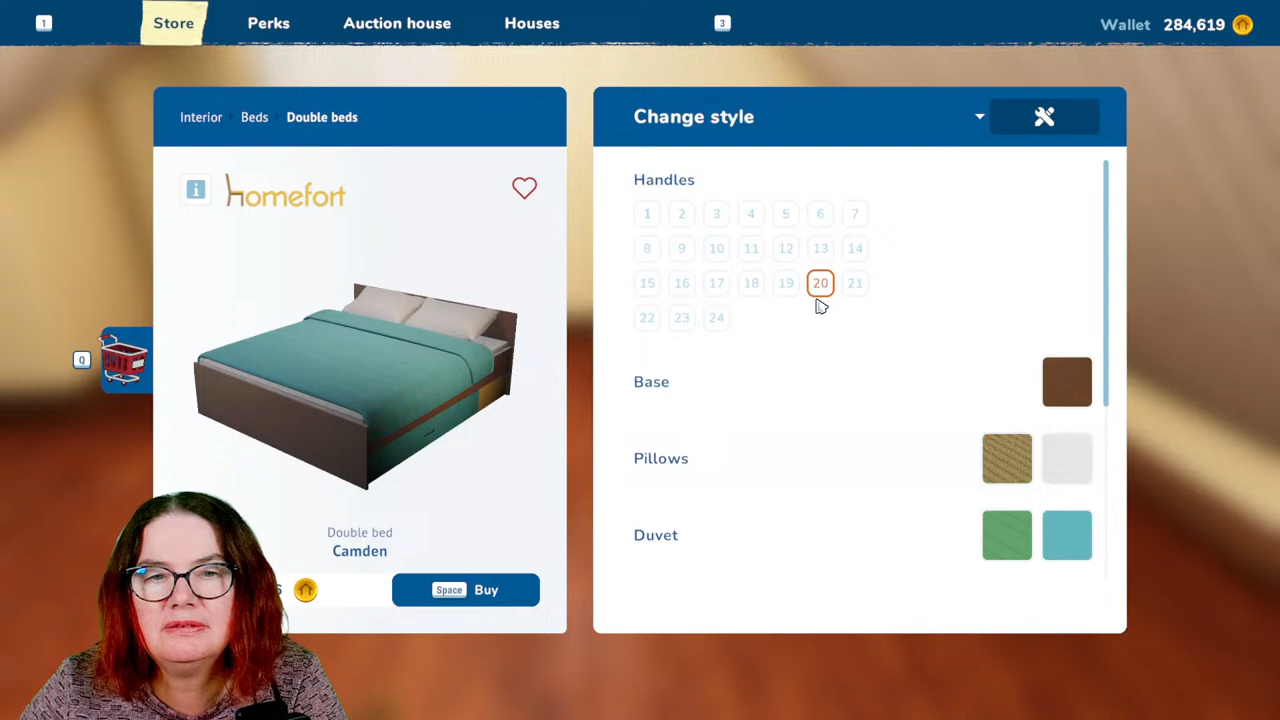 1 Store Perks Auction house Houses 3 Wallet 284,619
Interior Beds Double beds
i homefort
Q
Double bed
Camden
Space Buy
Change style
Handles
1 2 3 4 5 6 7
8 9 10 11 12 13 14
15 16 17 18 19 20 21
22 23 24
Base
Pillows
Duvet